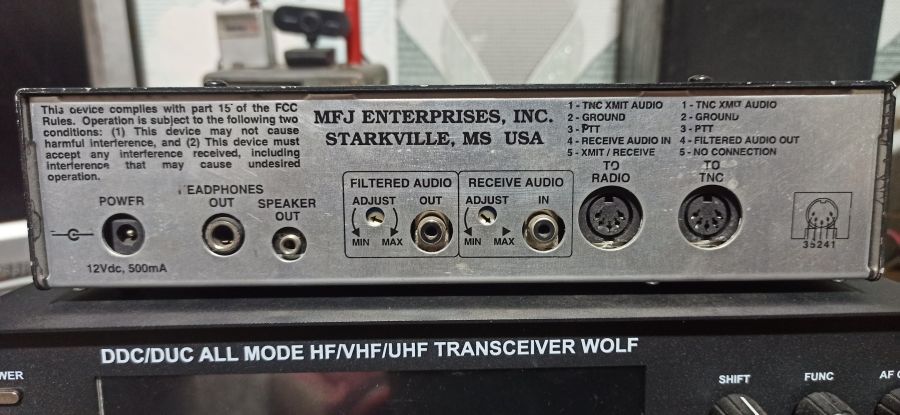 This device complies with part 15 of the FCC
Rules. Operation is subject to the following two
conditions: (1) This device may not cause
harmful interference, and (2) This device must
accept any interference received, including
interference that may cause undesired
operation.
MFJ ENTERPRISES, INC.
STARKVILLE, MS USA
1 - TNC XMIT AUDIO
2 - GROUND
3 - PTT
4 - RECEIVE AUDIO IN
5 - XMIT / RECEIVE
1 - TNC XMIT AUDIO
2 - GROUND
3 - PTT
4 - FILTERED AUDIO OUT
5 - NO CONNECTION
POWER
HEADPHONES
OUT
SPEAKER
OUT
FILTERED AUDIO
ADJUST
OUT
MIN MAX
RECEIVE AUDIO
ADJUST
IN
MIN MAX
TO
RADIO
TO
TNC
35241
12Vdc, 500mA
DDC/DUC ALL MODE HF/VHF/UHF TRANSCEIVER WOLF
WER
SHIFT
FUNC
AF